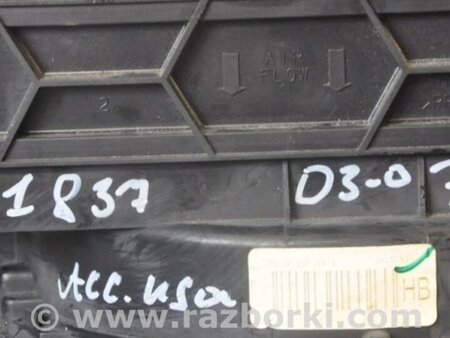 AIR
FLOW
2
1837
03-0
Acc. USA
HB
www.razborki.com